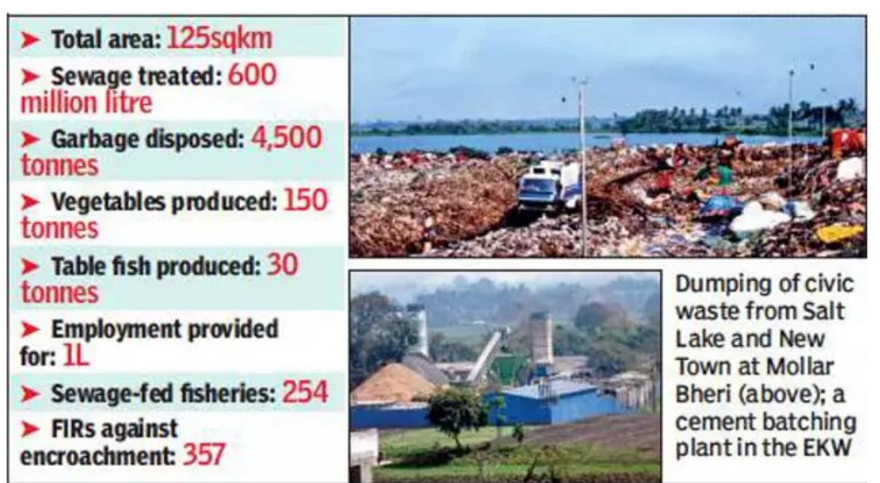 ➤ Total area: 125sqkm
➤ Sewage treated: 600
million litre
➤ Garbage disposed: 4,500
tonnes
➤ Vegetables produced: 150
tonnes
➤ Table fish produced: 30
tonnes
➤ Employment provided
for: 1L
➤ Sewage-fed fisheries: 254
➤ FIRs against
encroachment: 357
Dumping of civic
waste from Salt
Lake and New
Town at Mollar
Bheri (above); a
cement batching
plant in the EKW